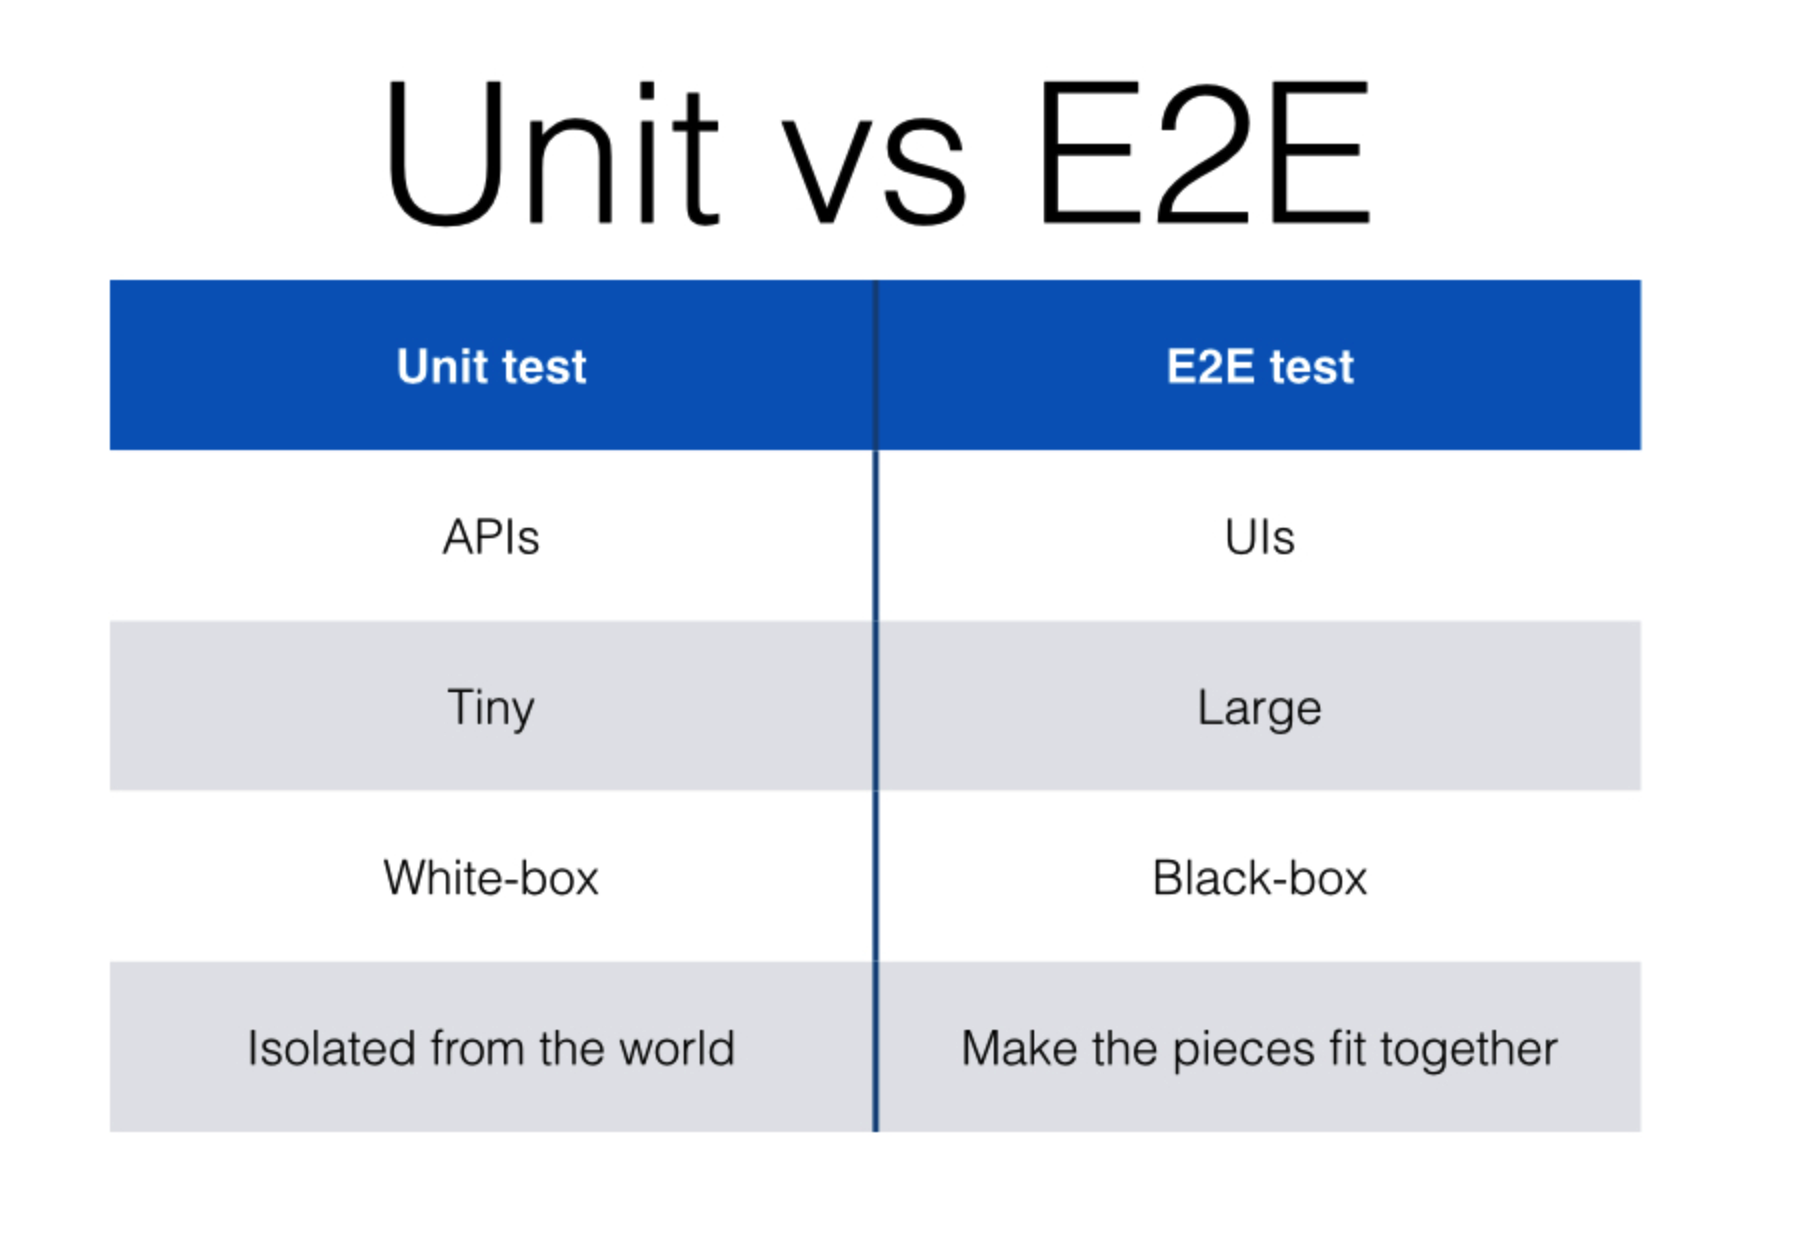 Unit vs E2E
Unit test
E2E test
APIs
UIs
Tiny
Large
White-box
Black-box
Isolated from the world
Make the pieces fit together